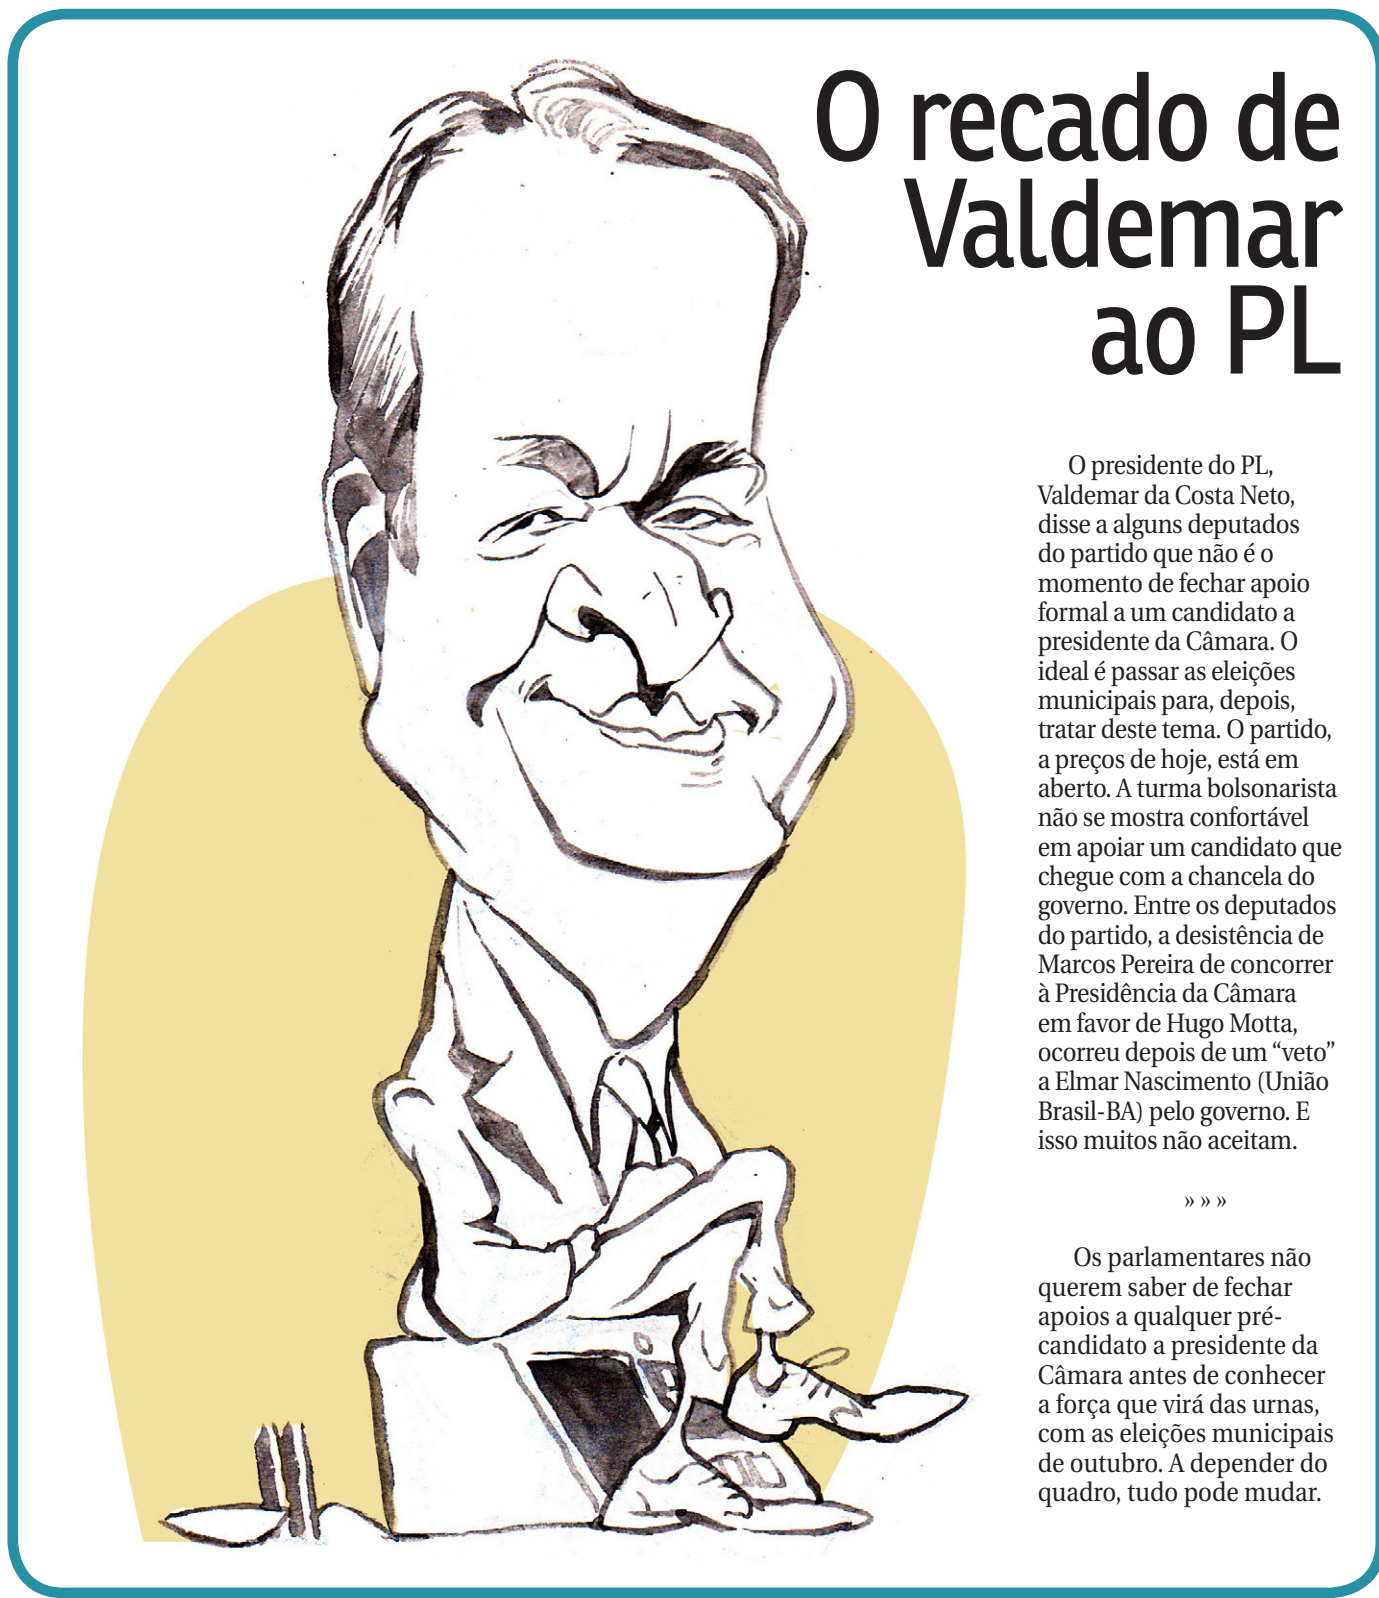 O recado de
Valdemar
ao PL
O presidente do PL,
Valdemar da Costa Neto,
disse a alguns deputados
do partido que não é o
momento de fechar apoio
formal a um candidato a
presidente da Câmara. O
ideal é passar as eleições
municipais para, depois,
tratar deste tema. O partido,
a preços de hoje, está em
aberto. A turma bolsonarista
não se mostra confortável
em apoiar um candidato que
chegue com a chancela do
governo. Entre os deputados
do partido, a desistência de
Marcos Pereira de concorrer
à Presidência da Câmara
em favor de Hugo Motta,
ocorreu depois de um “veto”
a Elmar Nascimento (União
Brasil-BA) pelo governo. E
isso muitos não aceitam.
» » »
Os parlamentares não
querem saber de fechar
apoios a qualquer pré-
candidato a presidente da
Câmara antes de conhecer
a força que virá das urnas,
com as eleições municipais
de outubro. A depender do
quadro, tudo pode mudar.